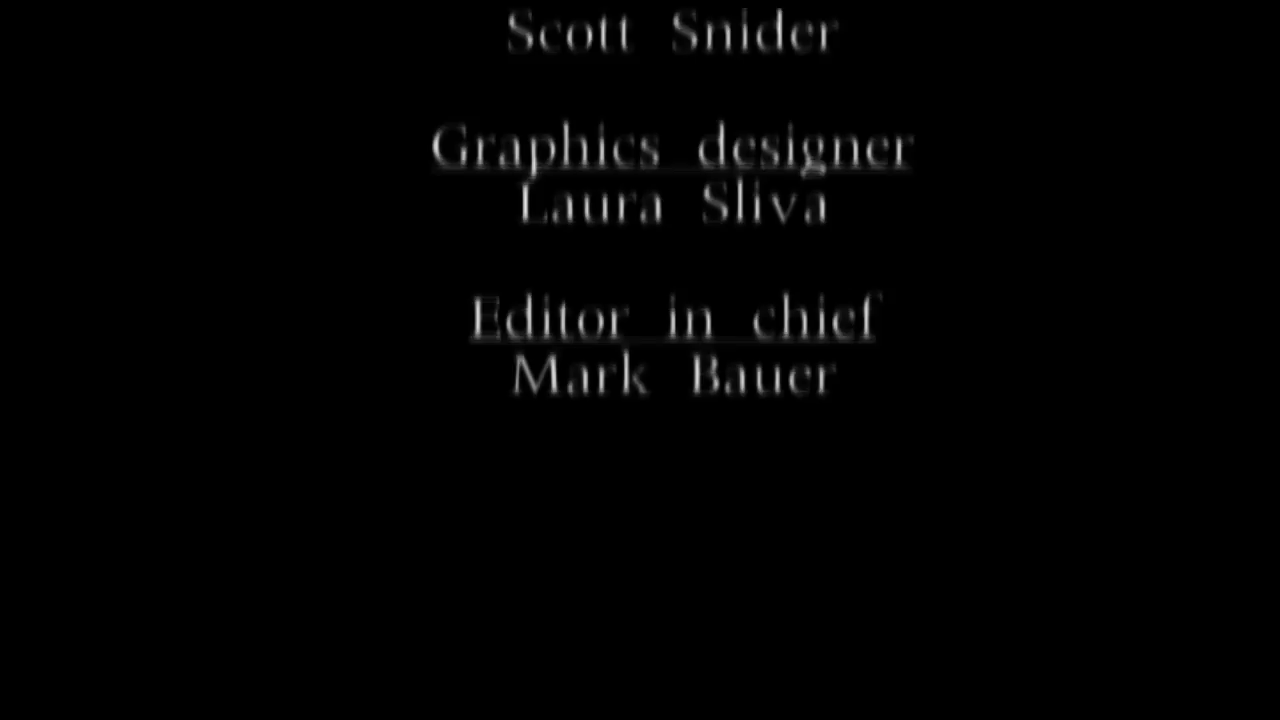 Scott Snider
Graphics designer
Laura Sliva
Editor in chief
Mark Bauer